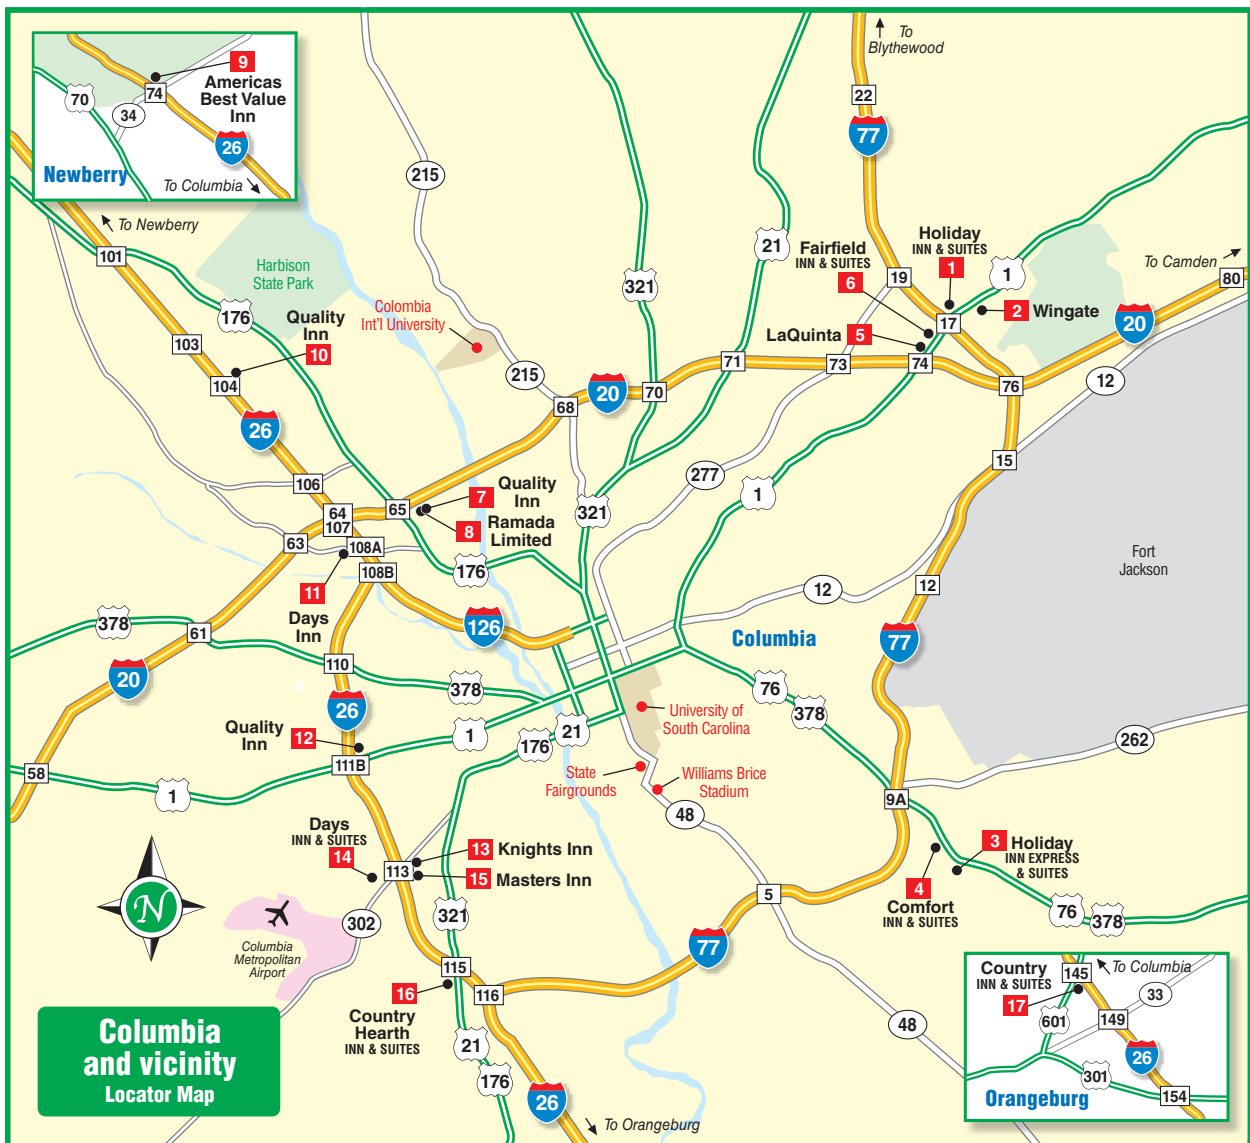 9
Americas
Best Value
Inn
74
70
34
26
Newberry
To Columbia
To Newberry
To
Blythewood
22
77
215
101
Harbison
State Park
176
Colombia
Int'l University
321
21
Fairfield
INN & SUITES
6
Holiday
INN & SUITES
1
19
1
To Camden
80
2 Wingate
17
20
LaQuinta 5
Quality
Inn
10
103
104
26
215
68
20
70
71
73
74
76
12
15
277
1
106
64
107
65
7 Quality
Inn
8 Ramada
Limited
321
63
108A
108B
176
11
Days
Inn
126
12
12
Fort
Jackson
378
61
110
20
9
26
378
Columbia
77
76
378
University of
South Carolina
Quality
Inn 12
1
176
21
111B
58
1
State
Fairgrounds
Williams Brice
Stadium
48
262
9A
Days
INN & SUITES
14
13 Knights Inn
113
15 Masters Inn
3 Holiday
INN EXPRESS
& SUITES
4
Comfort
INN & SUITES
5
76
378
N
302
321
Columbia
Metropolitan
Airport
77
115
16
116
Country
Hearth
INN & SUITES
21
176
26
To Orangeburg
48
Columbia
and vicinity
Locator Map
Country
INN & SUITES
17
145
To Columbia
33
601
149
26
301
154
Orangeburg